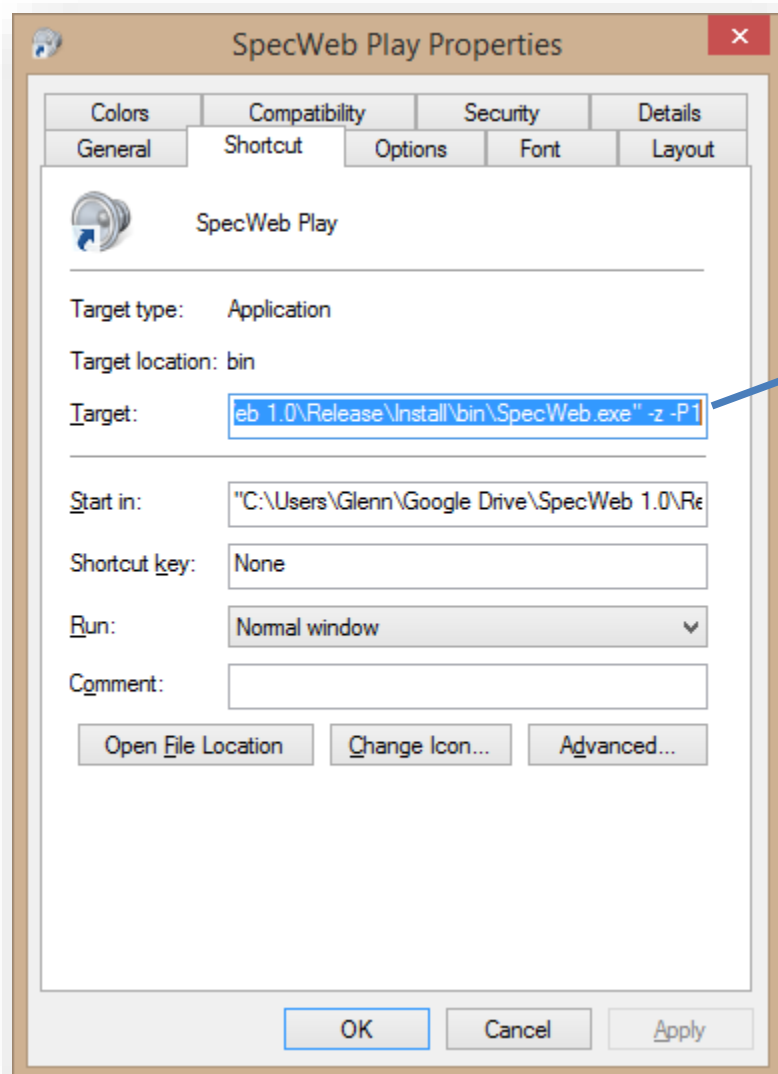 SpecWeb Play Properties
Colors Compatibility Security Details
General Shortcut Options Font Layout
SpecWeb Play
Target type: Application
Target location: bin
Target: eb 1.0\Release\Install\bin\SpecWeb.exe" -z -P1
Start in: "C:\Users\Glenn\Google Drive\SpecWeb 1.0\Re
Shortcut key: None
Run: Normal window
Comment:
Open File Location Change Icon... Advanced...
OK Cancel Apply